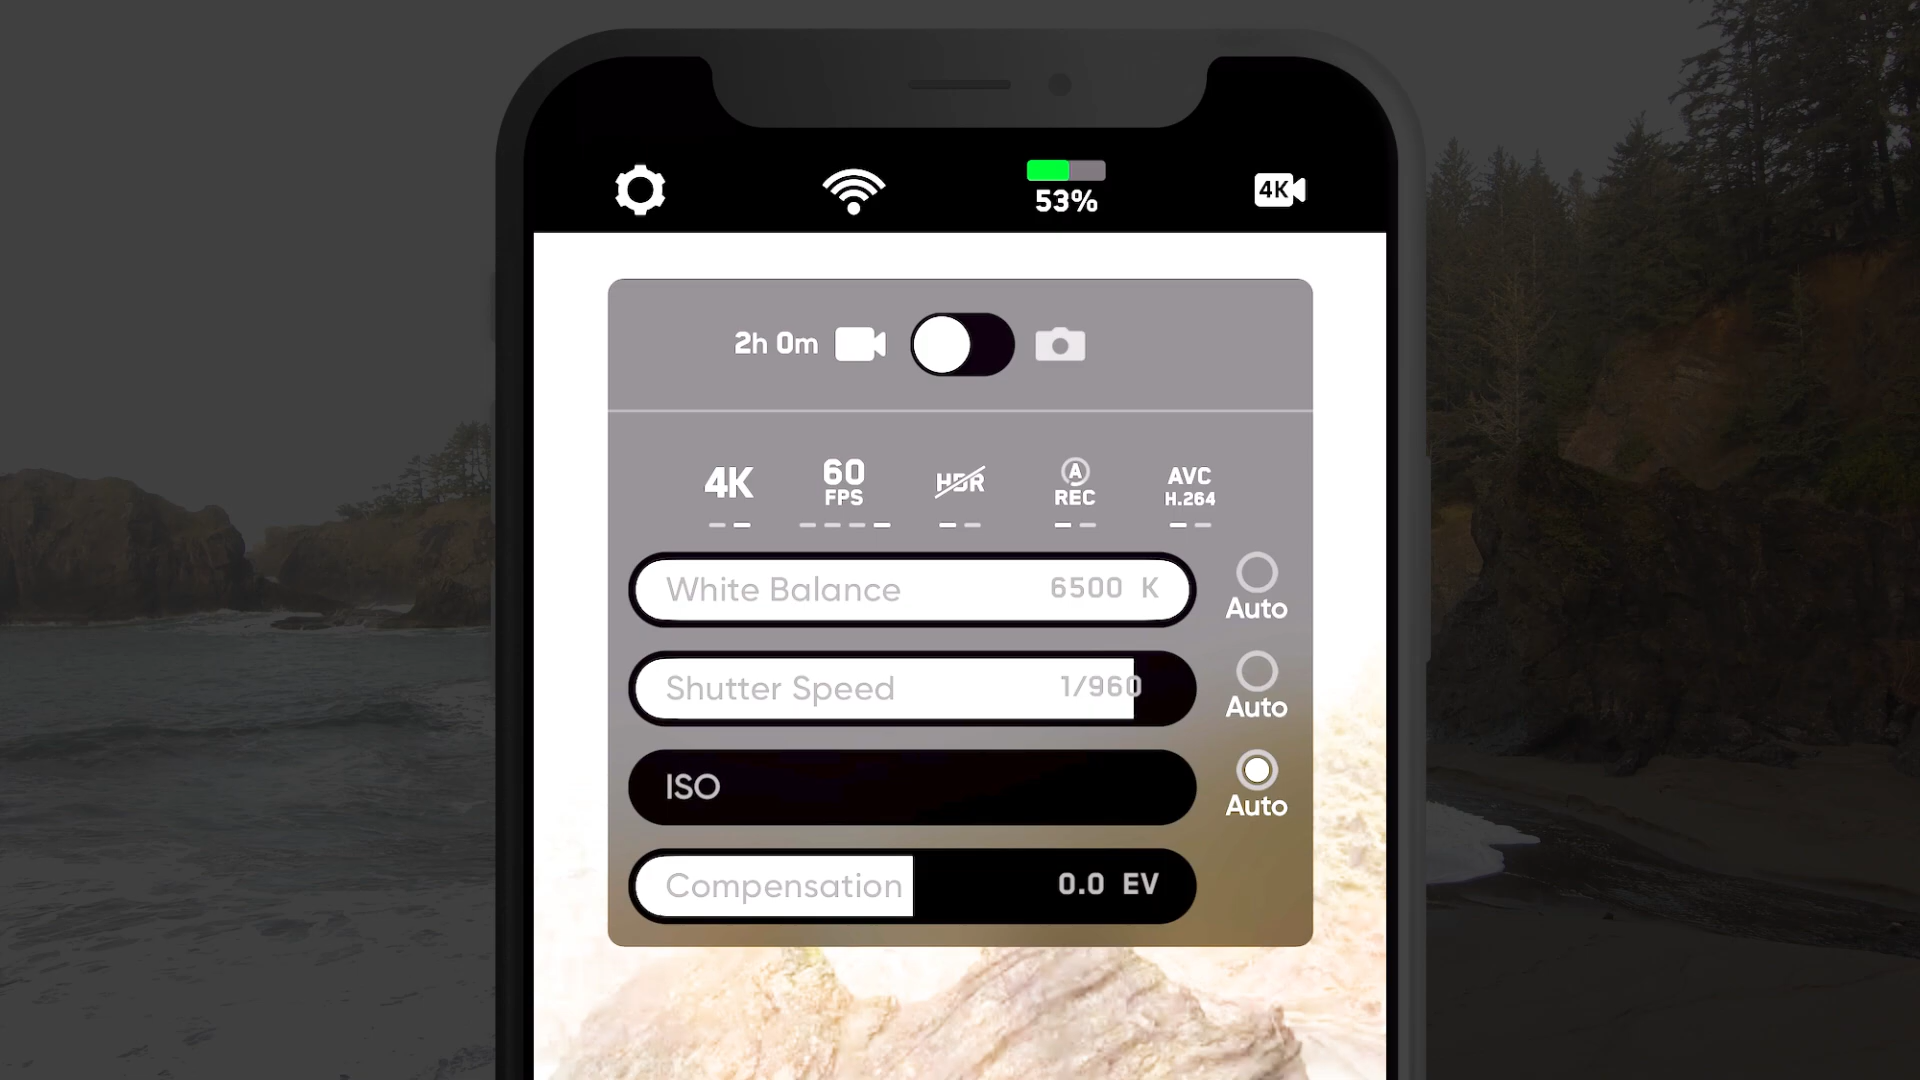 53%
4K
2h 0m
4K
60
FPS
HDR
A
REC
AVC
H.264
White Balance 6500 K
Auto
Shutter Speed 1/960
Auto
ISO
Auto
Compensation 0.0 EV